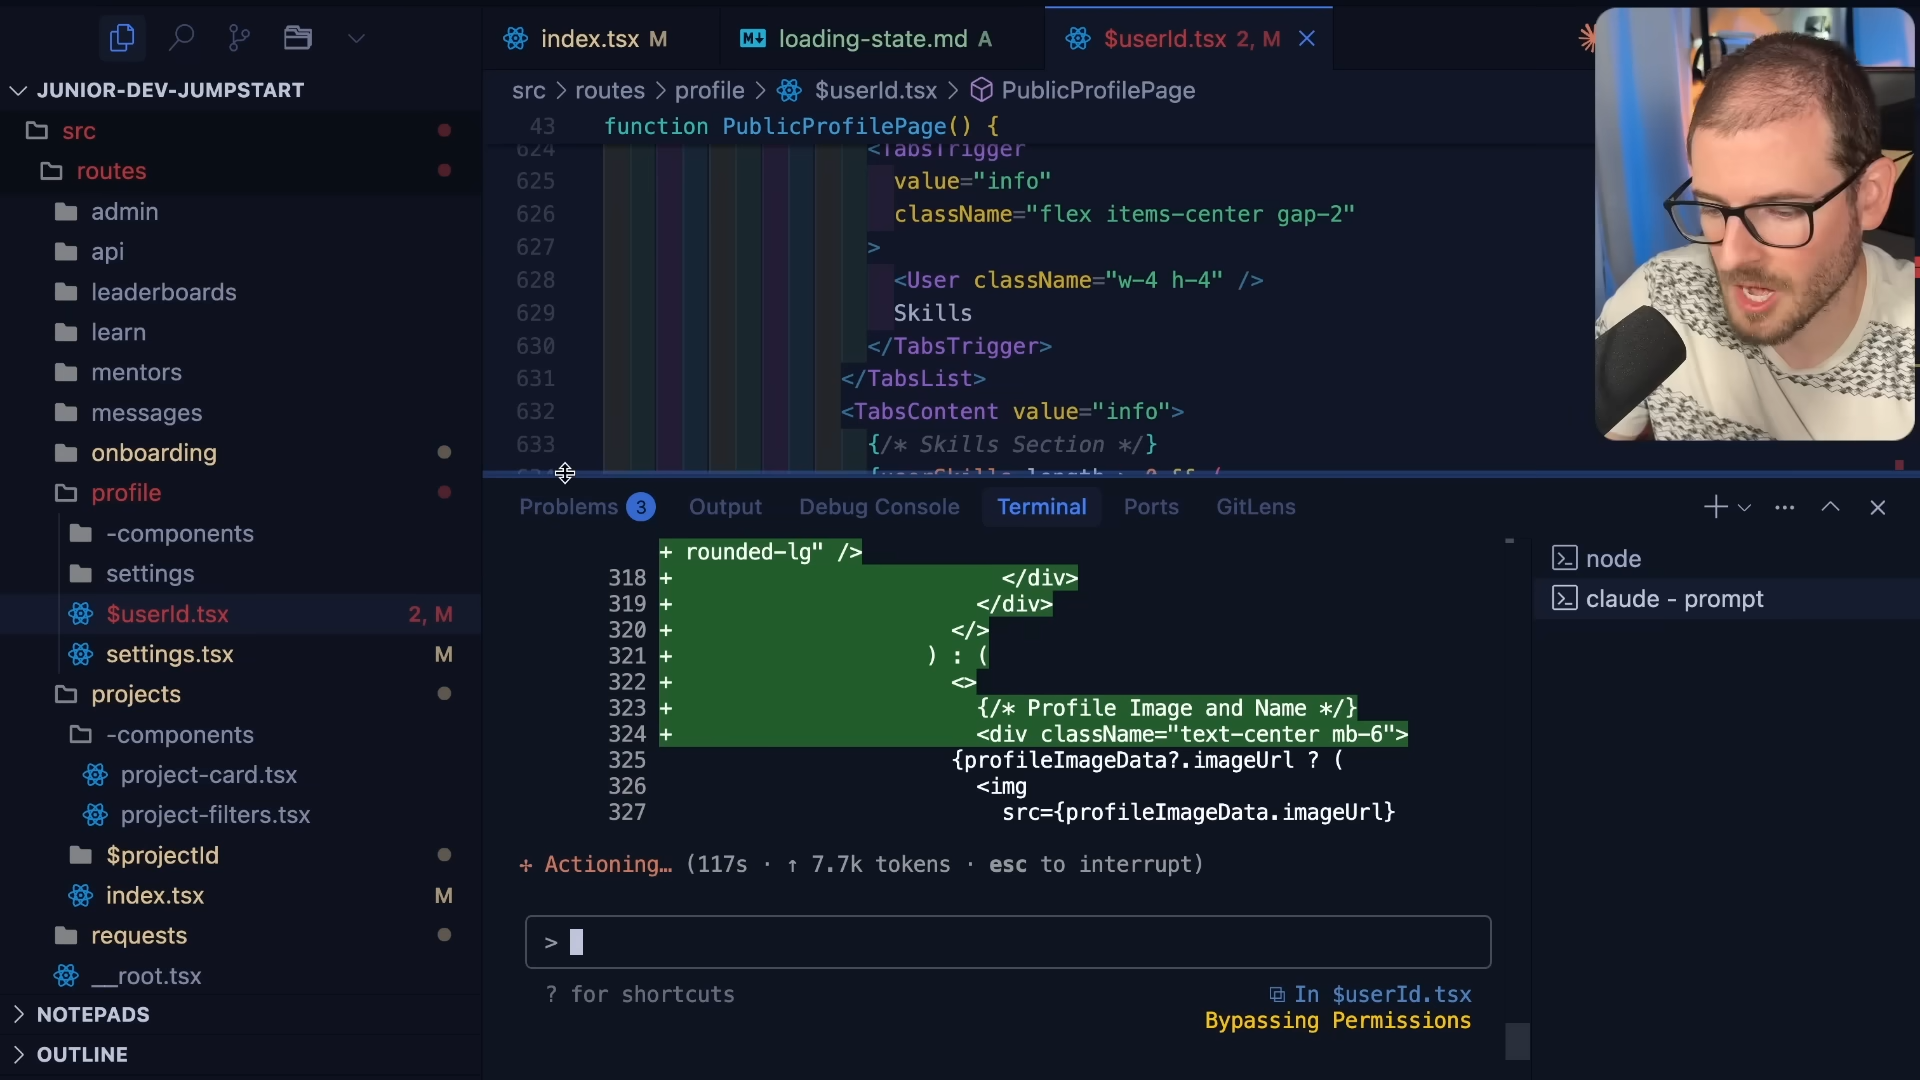 JUNIOR-DEV-JUMPSTART
src
routes
admin
api
leaderboards
learn
mentors
messages
onboarding
profile
-components
settings
$userId.tsx 2, M
settings.tsx M
projects
-components
project-card.tsx
project-filters.tsx
$projectId
index.tsx M
requests
__root.tsx
NOTEPADS
OUTLINE
index.tsx M
loading-state.md A
$userId.tsx 2, M
src > routes > profile > $userId.tsx > PublicProfilePage
43 function PublicProfilePage() {
624 <TabsTrigger
625 value="info"
626 className="flex items-center gap-2"
627 >
628 <User className="w-4 h-4" />
629 Skills
630 </TabsTrigger>
631 </TabsList>
632 <TabsContent value="info">
633 {/* Skills Section */}
{userSkills.length > 0 && (
Problems 3 Output Debug Console Terminal Ports GitLens
+ rounded-lg" />
318 + </div>
319 + </div>
320 + </>
321 + ) : (
322 + <>
323 + {/* Profile Image and Name */}
324 + <div className="text-center mb-6">
325 {profileImageData?.imageUrl ? (
326 <img
327 src={profileImageData.imageUrl}
Actioning… (117s · ↑ 7.7k tokens · esc to interrupt)
>
? for shortcuts
In $userId.tsx
Bypassing Permissions
node
claude - prompt